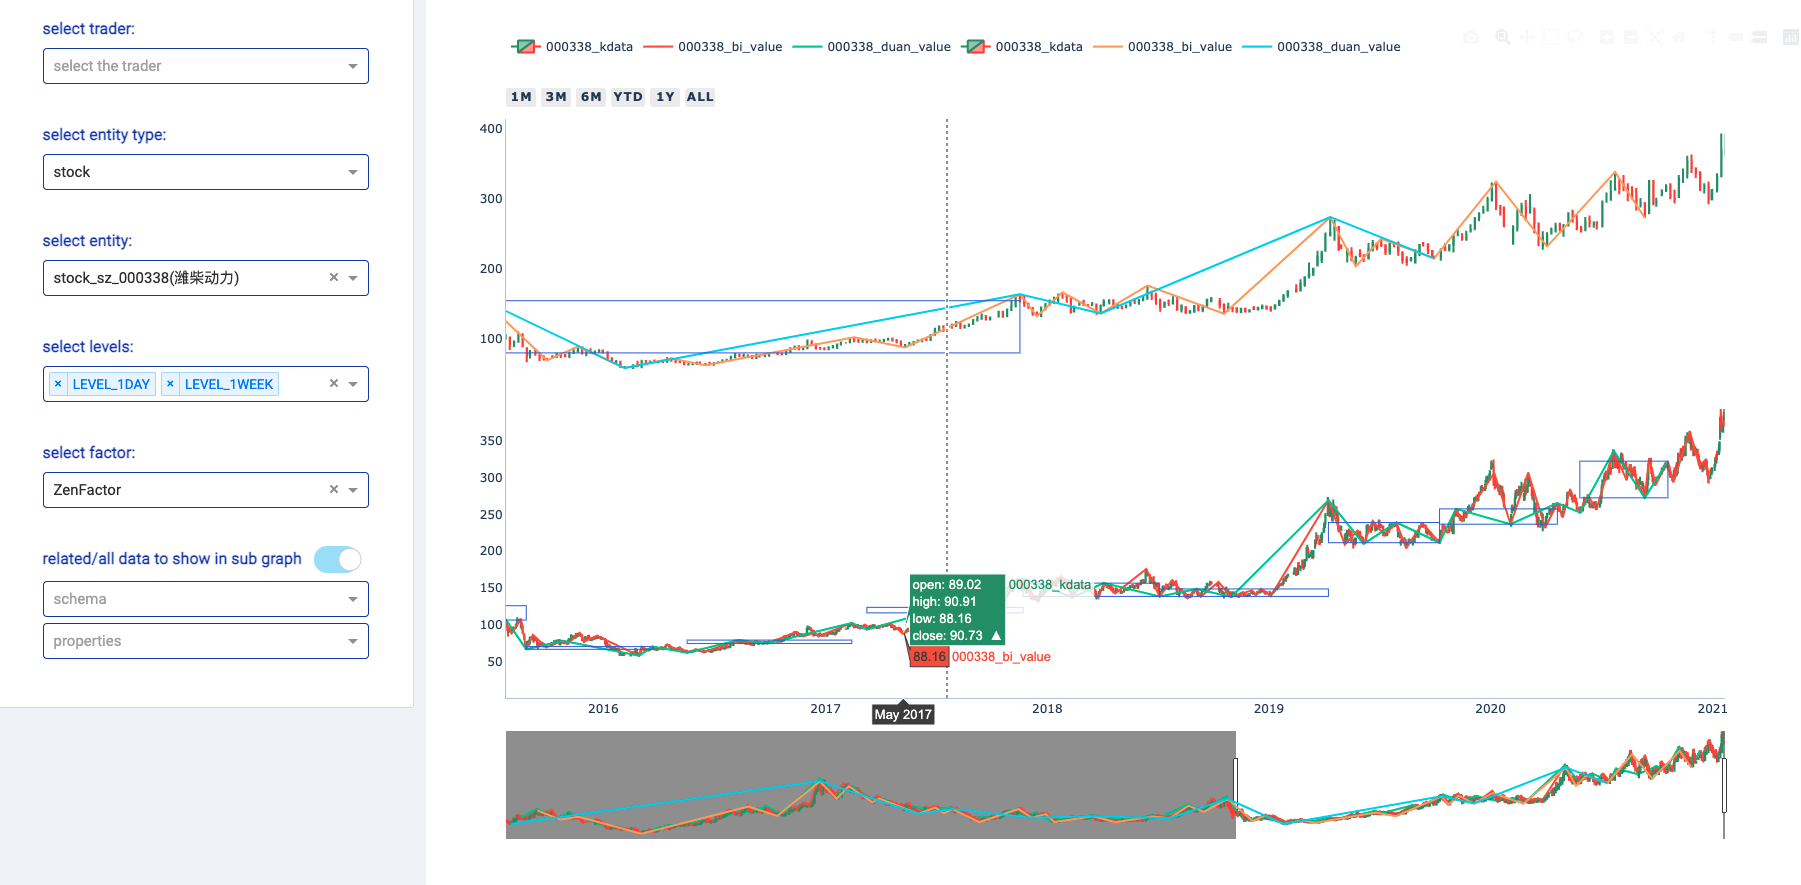 select trader:
select the trader
select entity type:
stock
select entity:
stock_sz_000338(潍柴动力)
select levels:
× LEVEL_1DAY × LEVEL_1WEEK
select factor:
ZenFactor
related/all data to show in sub graph
schema
properties
000338_kdata 000338_bi_value 000338_duan_value 000338_kdata 000338_bi_value 000338_duan_value
1M 3M 6M YTD 1Y ALL
400
300
200
100
350
300
250
200
150
100
50
open: 89.02
high: 90.91
low: 88.16
close: 90.73 ▲
000338_kdata
88.16 000338_bi_value
2016 2017 2018 2019 2020 2021
May 2017